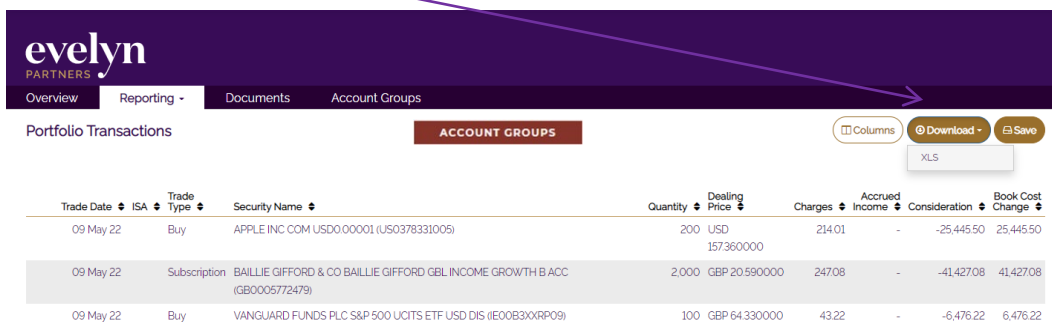 evelyn
PARTNERS
Overview Reporting Documents Account Groups
Portfolio Transactions ACCOUNT GROUPS Columns Download Save
XLS
Trade Date ISA Trade Type Security Name Quantity Dealing Price Charges Accrued Income Consideration Book Cost Change
09 May 22 Buy APPLE INC COM USD0.00001 (US0378331005) 200 USD 214.01 - -25,445.50 25,445.50
157.360000
09 May 22 Subscription BAILLIE GIFFORD & CO BAILLIE GIFFORD GBL INCOME GROWTH B ACC 2,000 GBP 20.590000 247.08 - -41,427.08 41,427.08
(GB0005772479)
09 May 22 Buy VANGUARD FUNDS PLC S&P 500 UCITS ETF USD DIS (IE00B3XXRP09) 100 GBP 64.330000 43.22 - -6,476.22 6,476.22